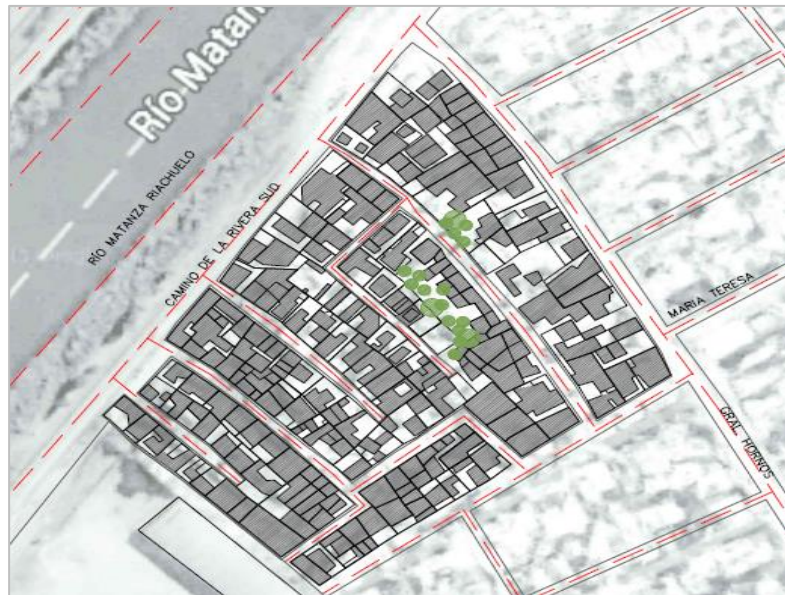 Río Matan
RÍO MATANZA RIACHUELO
CAMINO DE LA RIVERA SUD
MARIA TERESA
GRAL HORNOS